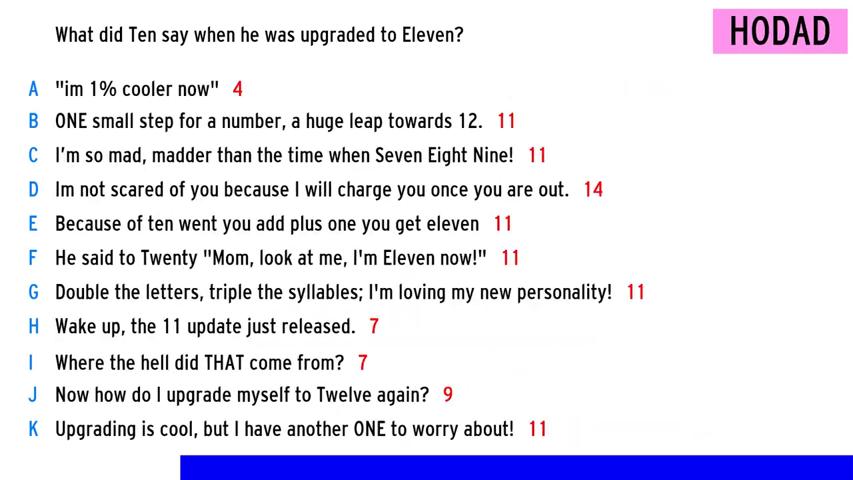 What did Ten say when he was upgraded to Eleven?
HODAD
A "im 1% cooler now" 4
B ONE small step for a number, a huge leap towards 12. 11
C I'm so mad, madder than the time when Seven Eight Nine! 11
D Im not scared of you because I will charge you once you are out. 14
E Because of ten went you add plus one you get eleven 11
F He said to Twenty "Mom, look at me, I'm Eleven now!" 11
G Double the letters, triple the syllables; I'm loving my new personality! 11
H Wake up, the 11 update just released. 7
I Where the hell did THAT come from? 7
J Now how do I upgrade myself to Twelve again? 9
K Upgrading is cool, but I have another ONE to worry about! 11